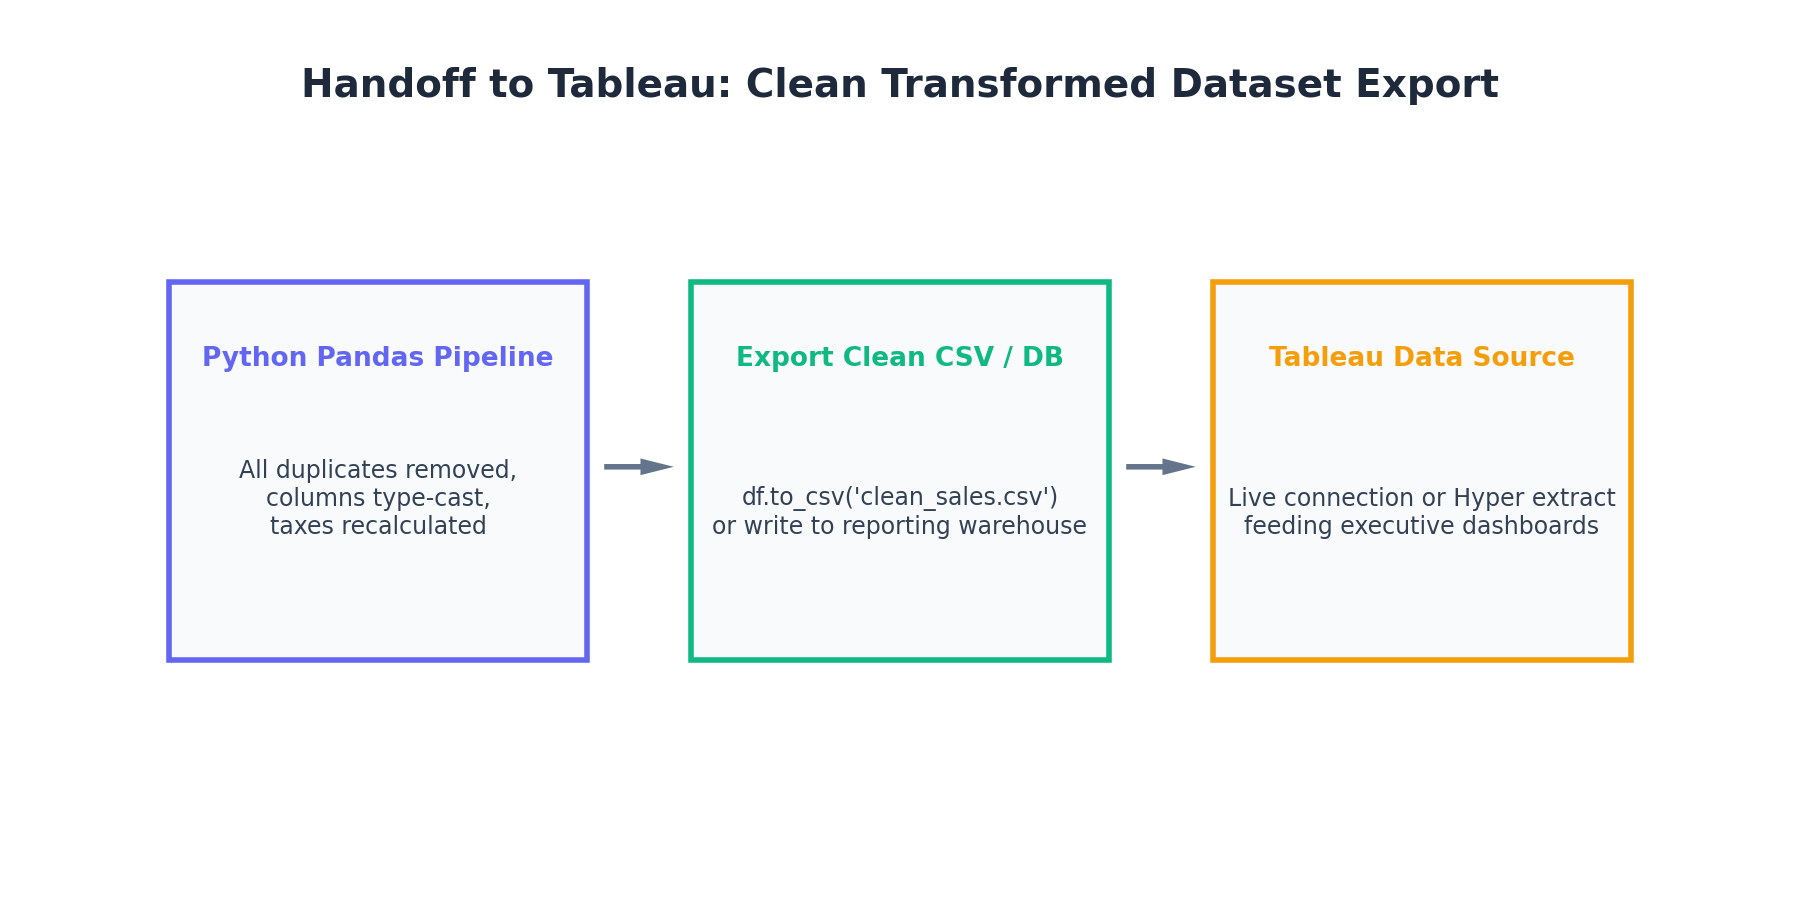 Handoff to Tableau: Clean Transformed Dataset Export
Python Pandas Pipeline
All duplicates removed,
columns type-cast,
taxes recalculated
Export Clean CSV / DB
df.to_csv('clean_sales.csv')
or write to reporting warehouse
Tableau Data Source
Live connection or Hyper extract
feeding executive dashboards